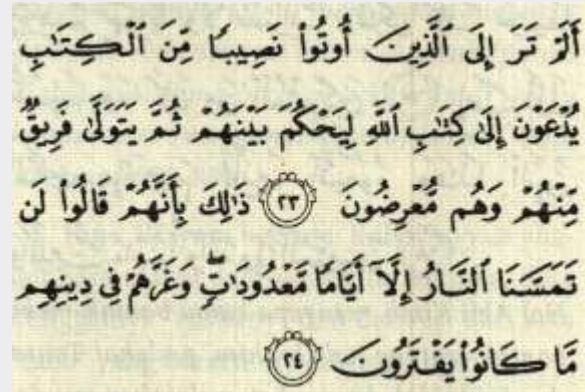 أَلَمْ تَرَ إِلَى ٱلَّذِينَ أُوتُوا۟ نَصِيبًا مِّنَ ٱلْكِتَٰبِ
يُدْعَوْنَ إِلَىٰ كِتَٰبِ ٱللَّهِ لِيَحْكُمَ بَيْنَهُمْ ثُمَّ يَتَوَلَّىٰ فَرِيقٌ
مِّنْهُمْ وَهُم مُّعْرِضُونَ ٢٣ ذَٰلِكَ بِأَنَّهُمْ قَالُوا۟ لَن
تَمَسَّنَا ٱلنَّارُ إِلَّآ أَيَّامًا مَّعْدُودَٰتٍۖ وَغَرَّهُمْ فِى دِينِهِم
مَّا كَانُوا۟ يَفْتَرُونَ ٢٤